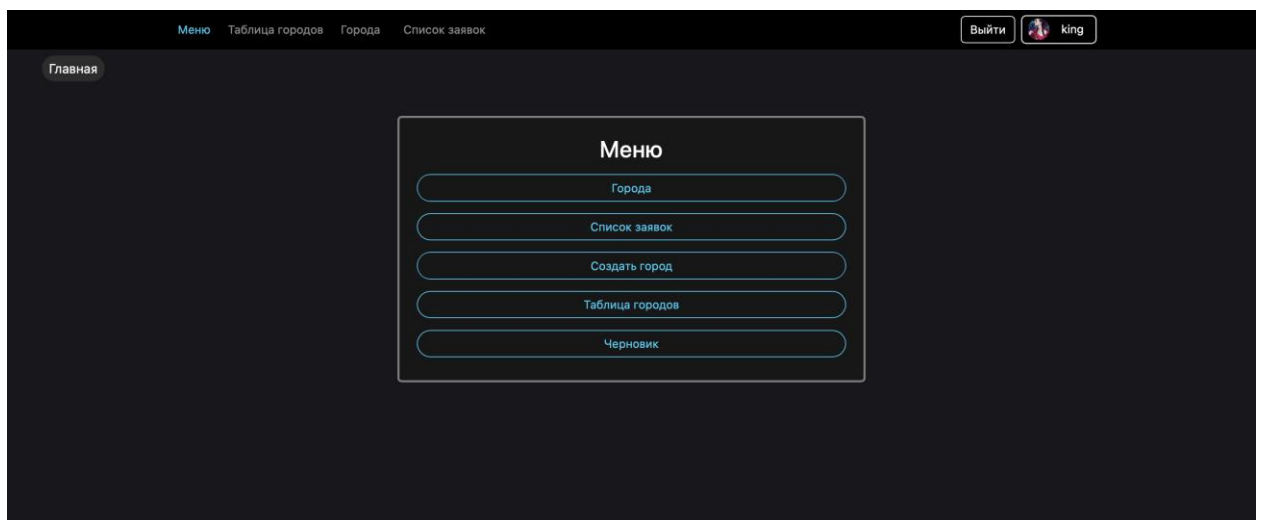 Меню Таблица городов Города Список заявок Выйти king
Главная
Меню
Города
Список заявок
Создать город
Таблица городов
Черновик